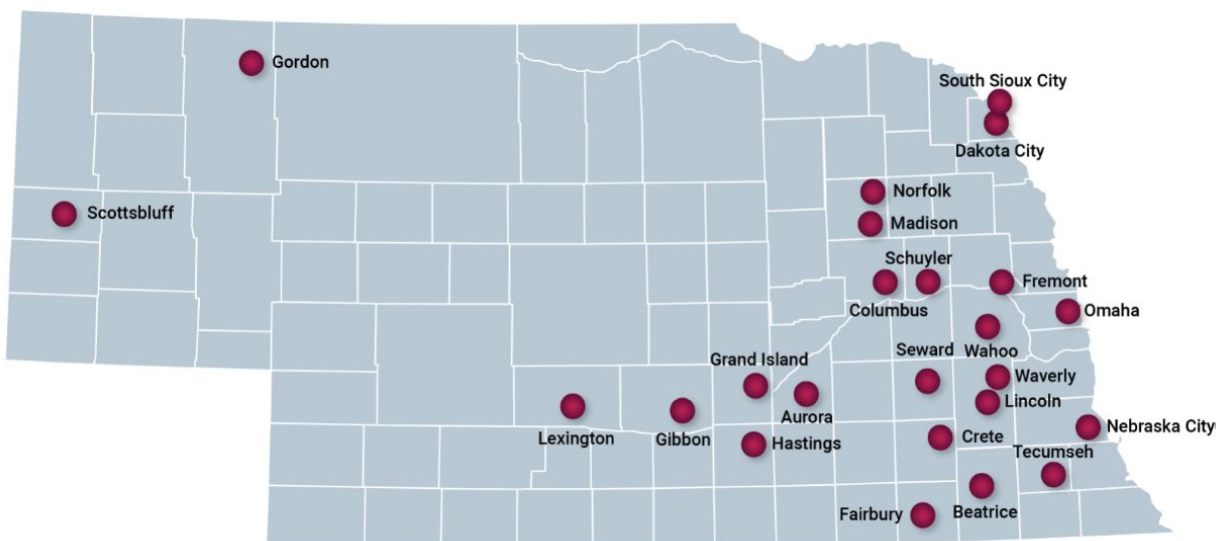 Gordon
South Sioux City
Dakota City
Scottsbluff
Norfolk
Madison
Schuyler
Fremont
Columbus
Omaha
Seward
Wahoo
Grand Island
Waverly
Lincoln
Aurora
Lexington
Gibbon
Hastings
Crete
Nebraska City
Tecumseh
Fairbury
Beatrice